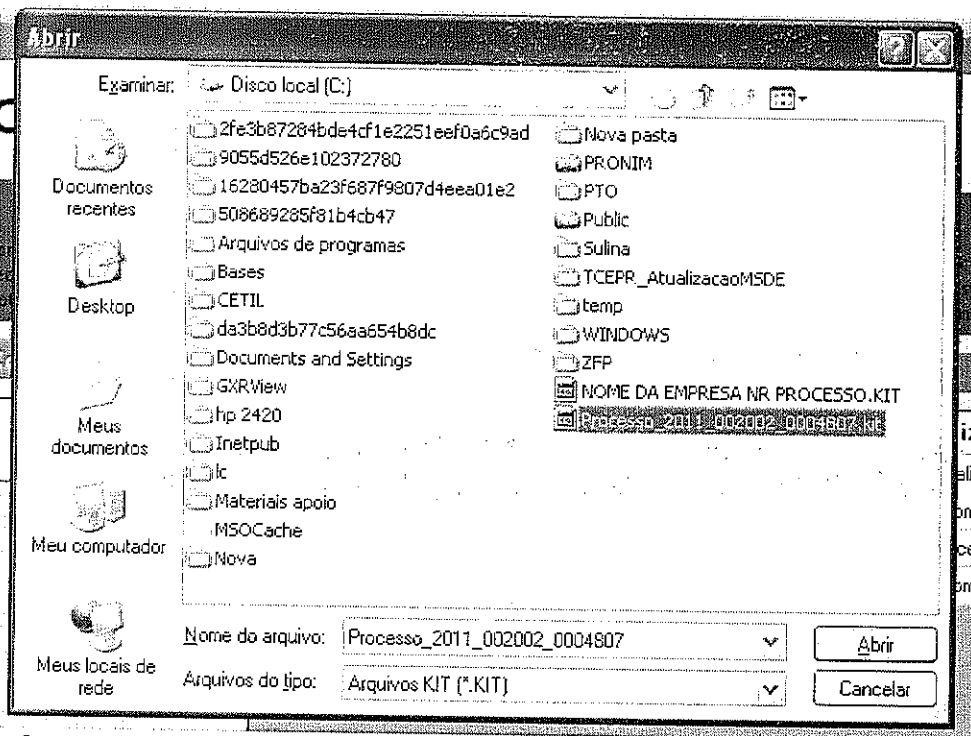 Abrir
Examinar: Disco local (C:)
Documentos recentes
Desktop
Meus documentos
Meu computador
Meus locais de rede
2fe3b87284bde4cf1e2251eef0a6c9ad
9055d526e102372780
16280457ba23f687f9807d4eea01e2
508689285f81b4cb47
Arquivos de programas
Bases
CETIL
da3b8d3b77c56aa654b8dc
Documents and Settings
GXRView
hp 2420
Inetpub
lc
Materiais apoio
MSOCache
Nova
Nova pasta
PRONIM
PTO
Public
Sulina
TCEPR_AtualizacaoMSDE
temp
WINDOWS
ZFP
NOME DA EMPRESA NR PROCESSO.KIT
Processo_2011_002002_0004807.kit
Nome do arquivo: Processo_2011_002002_0004807
Abrir
Arquivos do tipo: Arquivos KIT (*.KIT)
Cancelar